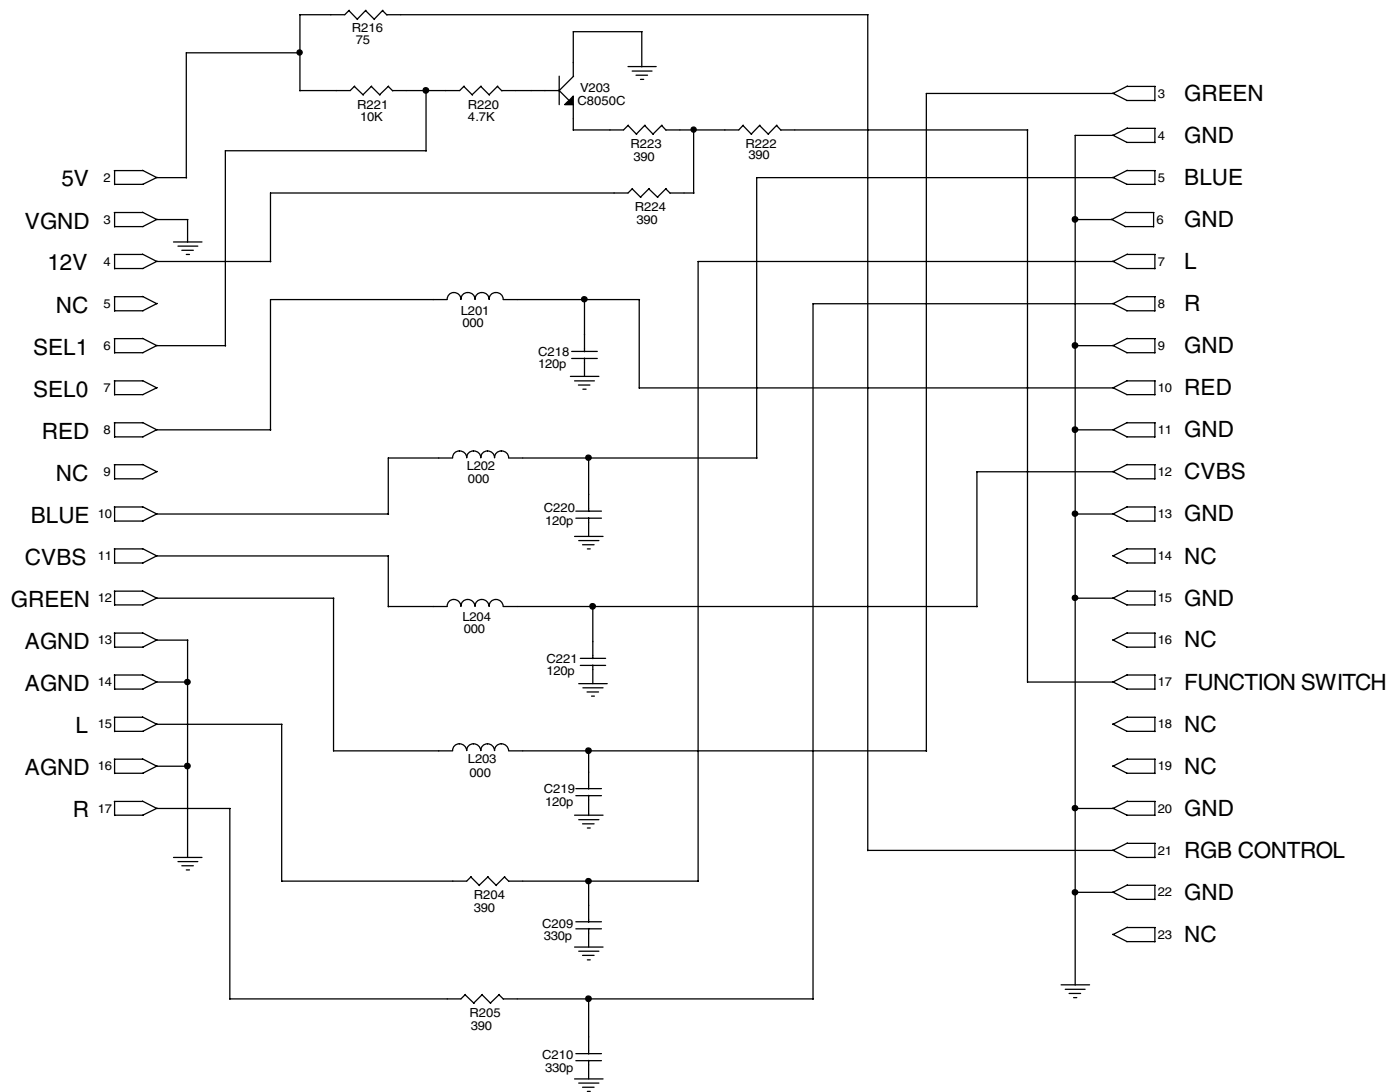 R216
75
R221
10K
R220
4.7K
V203
C8050C
R223
390
R222
390
R224
390
5V 2
VGND 3
12V 4
NC 5
SEL1 6
SEL0 7
RED 8
NC 9
BLUE 10
CVBS 11
GREEN 12
AGND 13
AGND 14
L 15
AGND 16
R 17
L201
000
C218
120p
L202
000
C220
120p
L204
000
C221
120p
L203
000
C219
120p
R204
390
C209
330p
R205
390
C210
330p
3 GREEN
4 GND
5 BLUE
6 GND
7 L
8 R
9 GND
10 RED
11 GND
12 CVBS
13 GND
14 NC
15 GND
16 NC
17 FUNCTION SWITCH
18 NC
19 NC
20 GND
21 RGB CONTROL
22 GND
23 NC